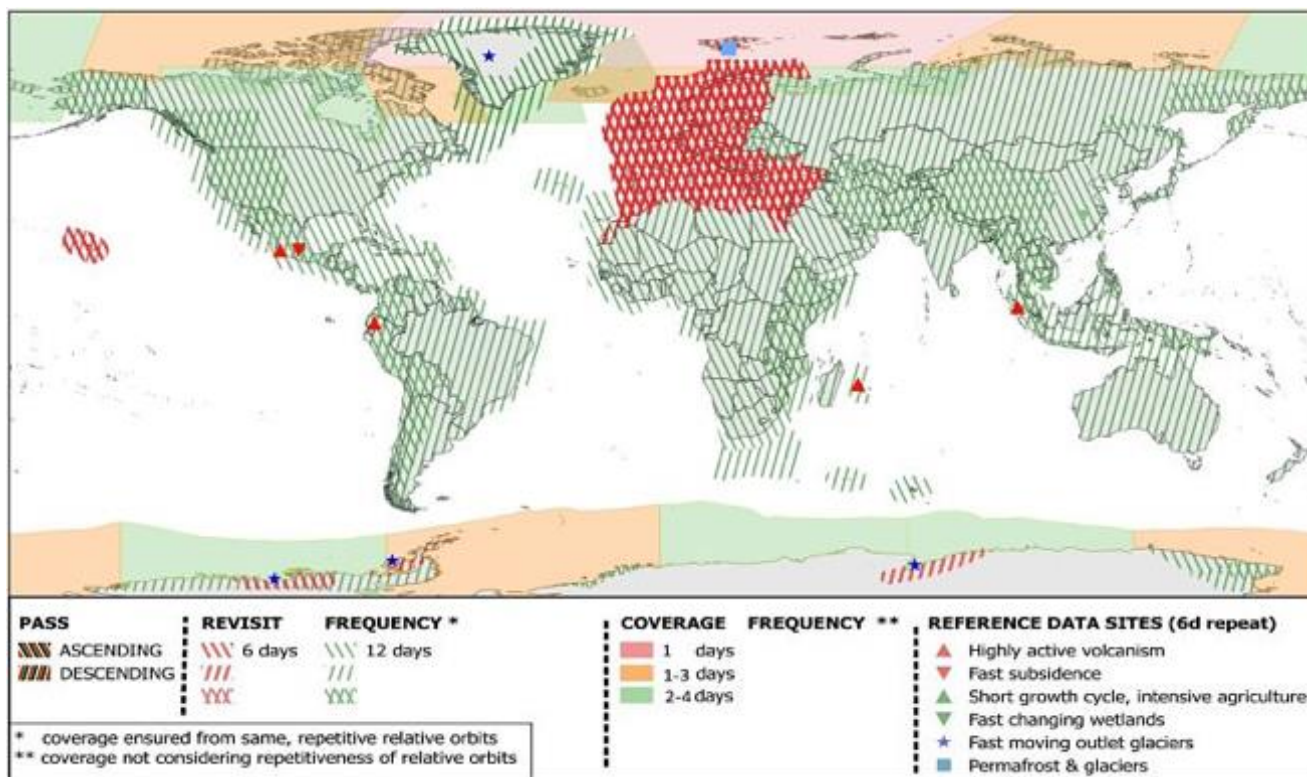 PASS
ASCENDING
DESCENDING
REVISIT FREQUENCY *
6 days 12 days
COVERAGE FREQUENCY **
1 days
1-3 days
2-4 days
REFERENCE DATA SITES (6d repeat)
Highly active volcanism
Fast subsidence
Short growth cycle, intensive agriculture
Fast changing wetlands
Fast moving outlet glaciers
Permafrost & glaciers
* coverage ensured from same, repetitive relative orbits
** coverage not considering repetitiveness of relative orbits